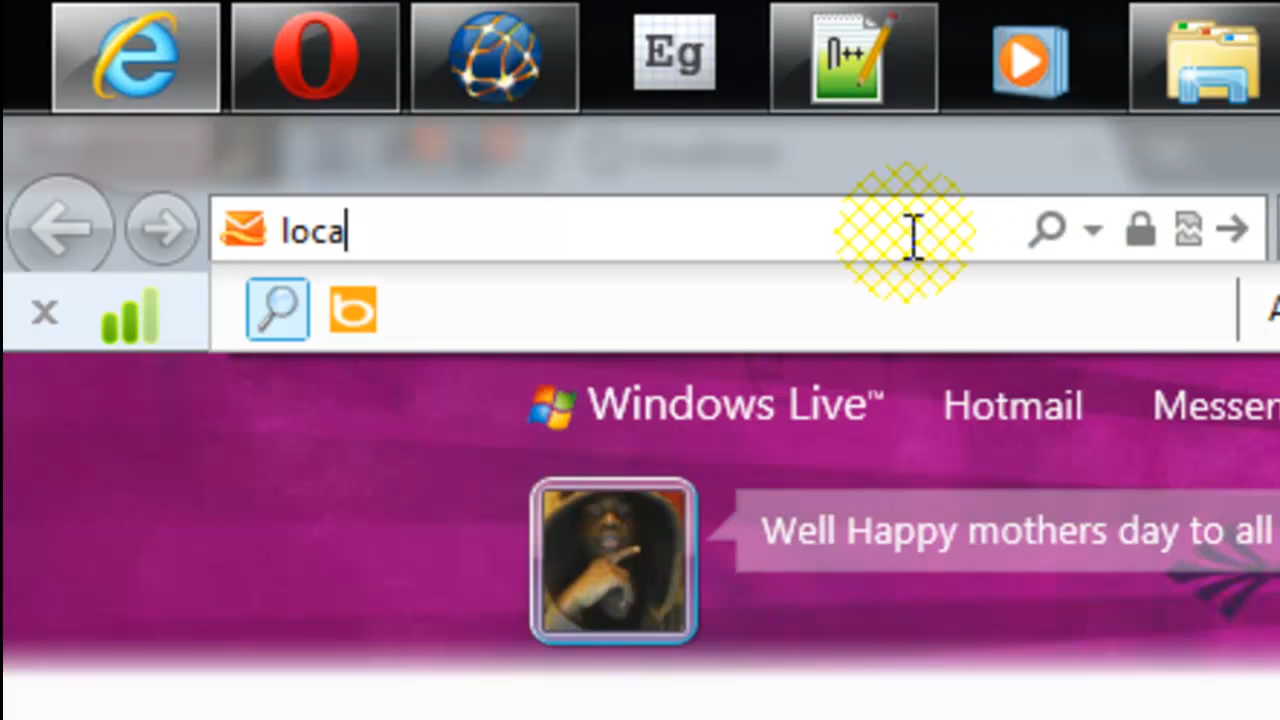 Eg
n++
loca
A
Windows Live™ Hotmail Messen
Well Happy mothers day to all